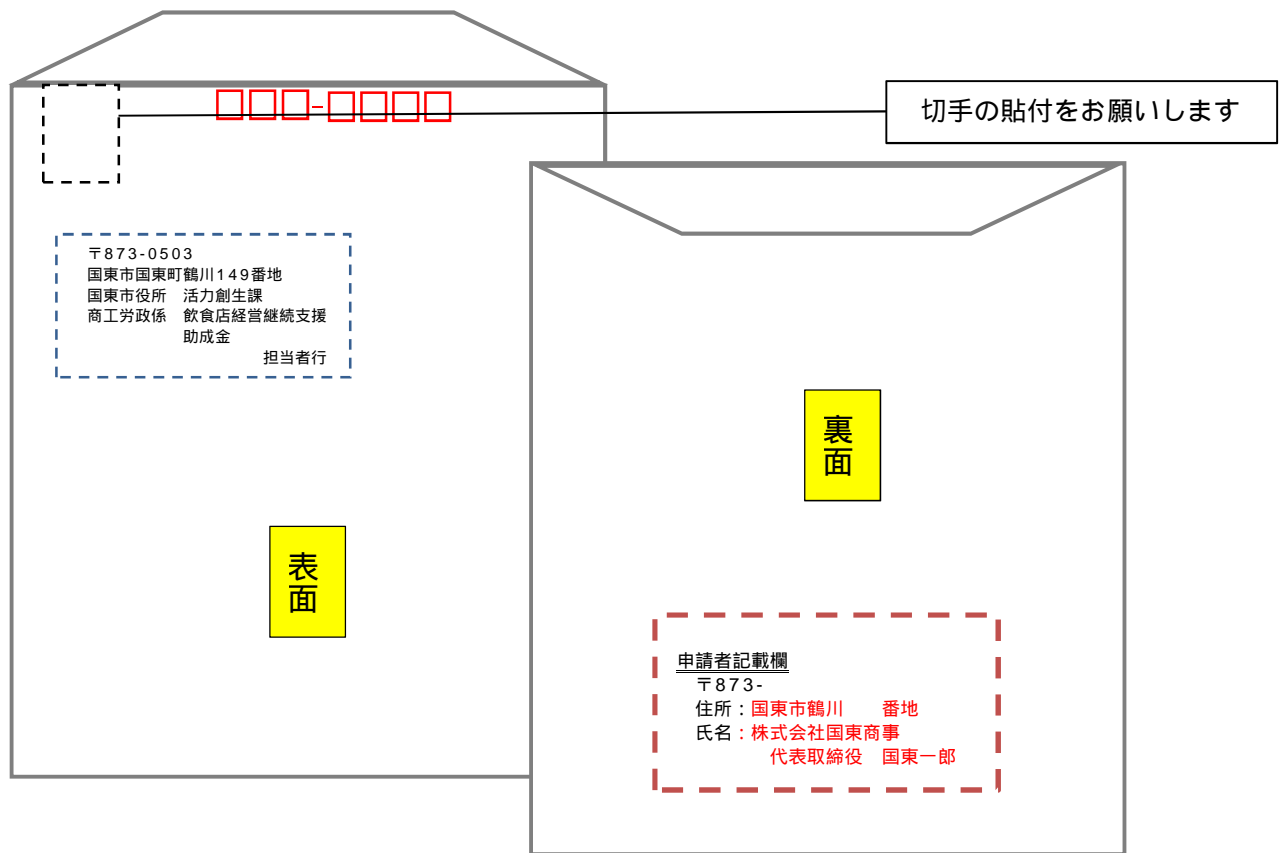 切手の貼付をお願いします
〒873-0503
国東市国東町鶴川149番地
国東市役所　活力創生課
商工労政係　飲食店経営継続支援
助成金
担当者行
表面
裏面
申請者記載欄
〒873-
住所：国東市鶴川　　番地
氏名：株式会社国東商事
代表取締役　国東一郎